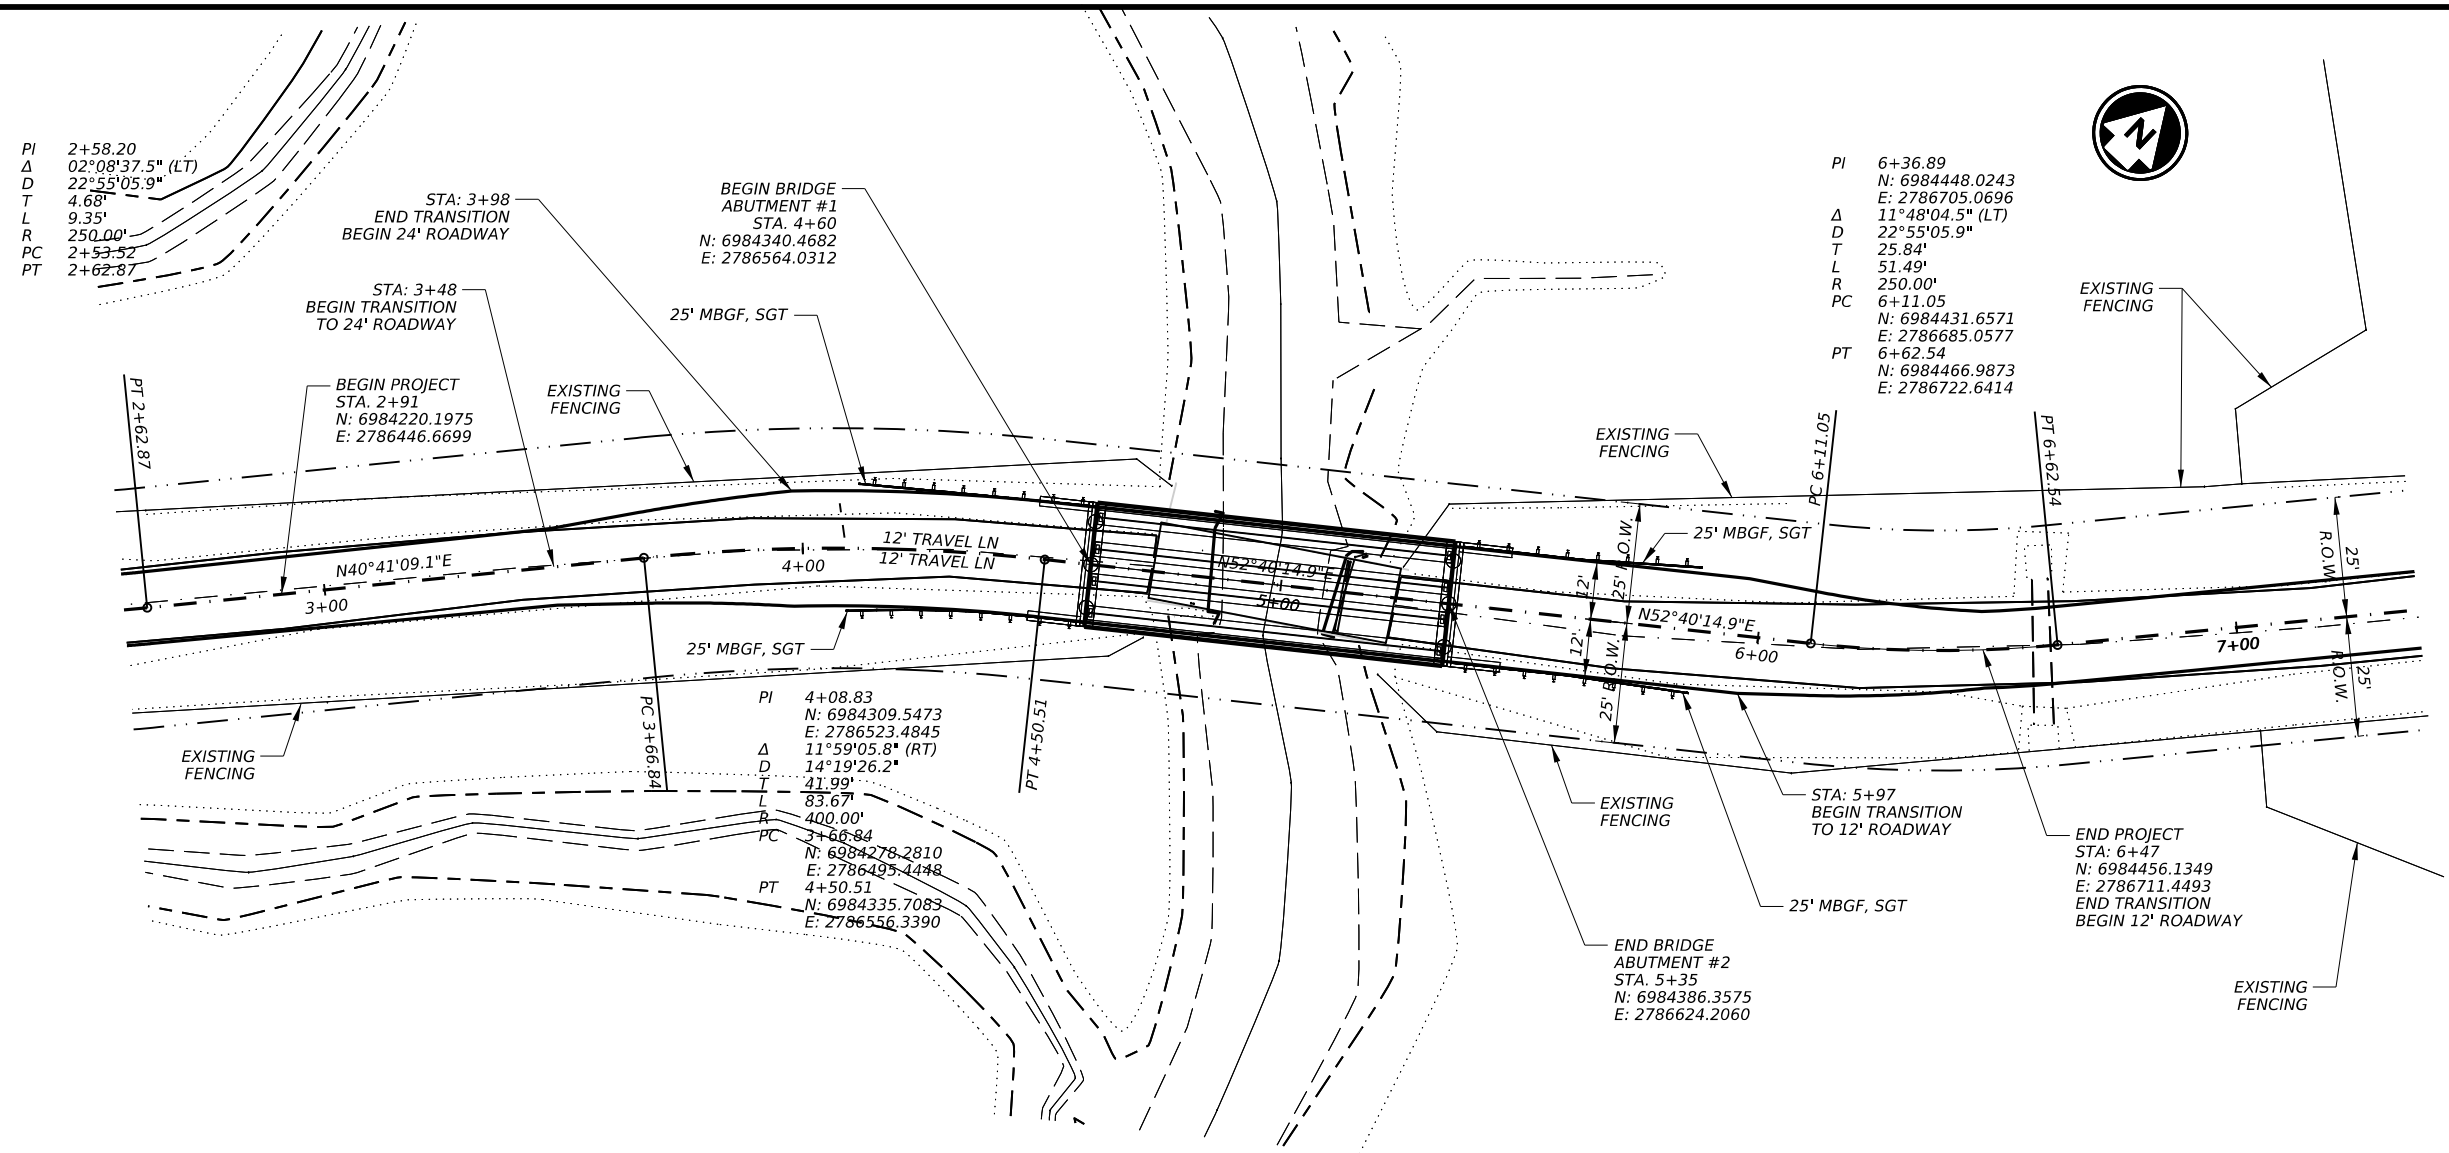 PI 2+58.20
Δ 02°08'37.5" (LT)
D 22°55'05.9"
T 4.68'
L 9.35'
R 250.00'
PC 2+53.52
PT 2+62.87
STA: 3+98
END TRANSITION
BEGIN 24' ROADWAY
STA: 3+48
BEGIN TRANSITION
TO 24' ROADWAY
BEGIN PROJECT
STA. 2+91
N: 6984220.1975
E: 2786446.6699
BEGIN BRIDGE
ABUTMENT #1
STA. 4+60
N: 6984340.4682
E: 2786564.0312
25' MBGF, SGT
EXISTING
FENCING
PI 6+36.89
N: 6984448.0243
E: 2786705.0696
Δ 11°48'04.5" (LT)
D 22°55'05.9"
T 25.84'
L 51.49'
R 250.00'
PC 6+11.05
N: 6984431.6571
E: 2786685.0577
PT 6+62.54
N: 6984466.9873
E: 2786722.6414
N
EXISTING
FENCING
EXISTING
FENCING
PT 2+62.87
N40°41'09.1"E
3+00
4+00
12' TRAVEL LN
12' TRAVEL LN
N52°40'14.9"E
5+00
25' MBGF, SGT
12'
12'
25' R.O.W.
25' R.O.W.
N52°40'14.9"E
6+00
PC 6+11.05
PT 6+62.54
7+00
25'
R.O.W.
25'
R.O.W.
25' MBGF, SGT
PC 3+66.84
PT 4+50.51
EXISTING
FENCING
PI 4+08.83
N: 6984309.5473
E: 2786523.4845
Δ 11°59'05.8" (RT)
D 14°19'26.2"
T 41.99'
L 83.67'
R 400.00'
PC 3+66.84
N: 6984278.2810
E: 2786495.4448
PT 4+50.51
N: 6984335.7083
E: 2786556.3390
EXISTING
FENCING
STA: 5+97
BEGIN TRANSITION
TO 12' ROADWAY
25' MBGF, SGT
END BRIDGE
ABUTMENT #2
STA. 5+35
N: 6984386.3575
E: 2786624.2060
END PROJECT
STA: 6+47
N: 6984456.1349
E: 2786711.4493
END TRANSITION
BEGIN 12' ROADWAY
EXISTING
FENCING